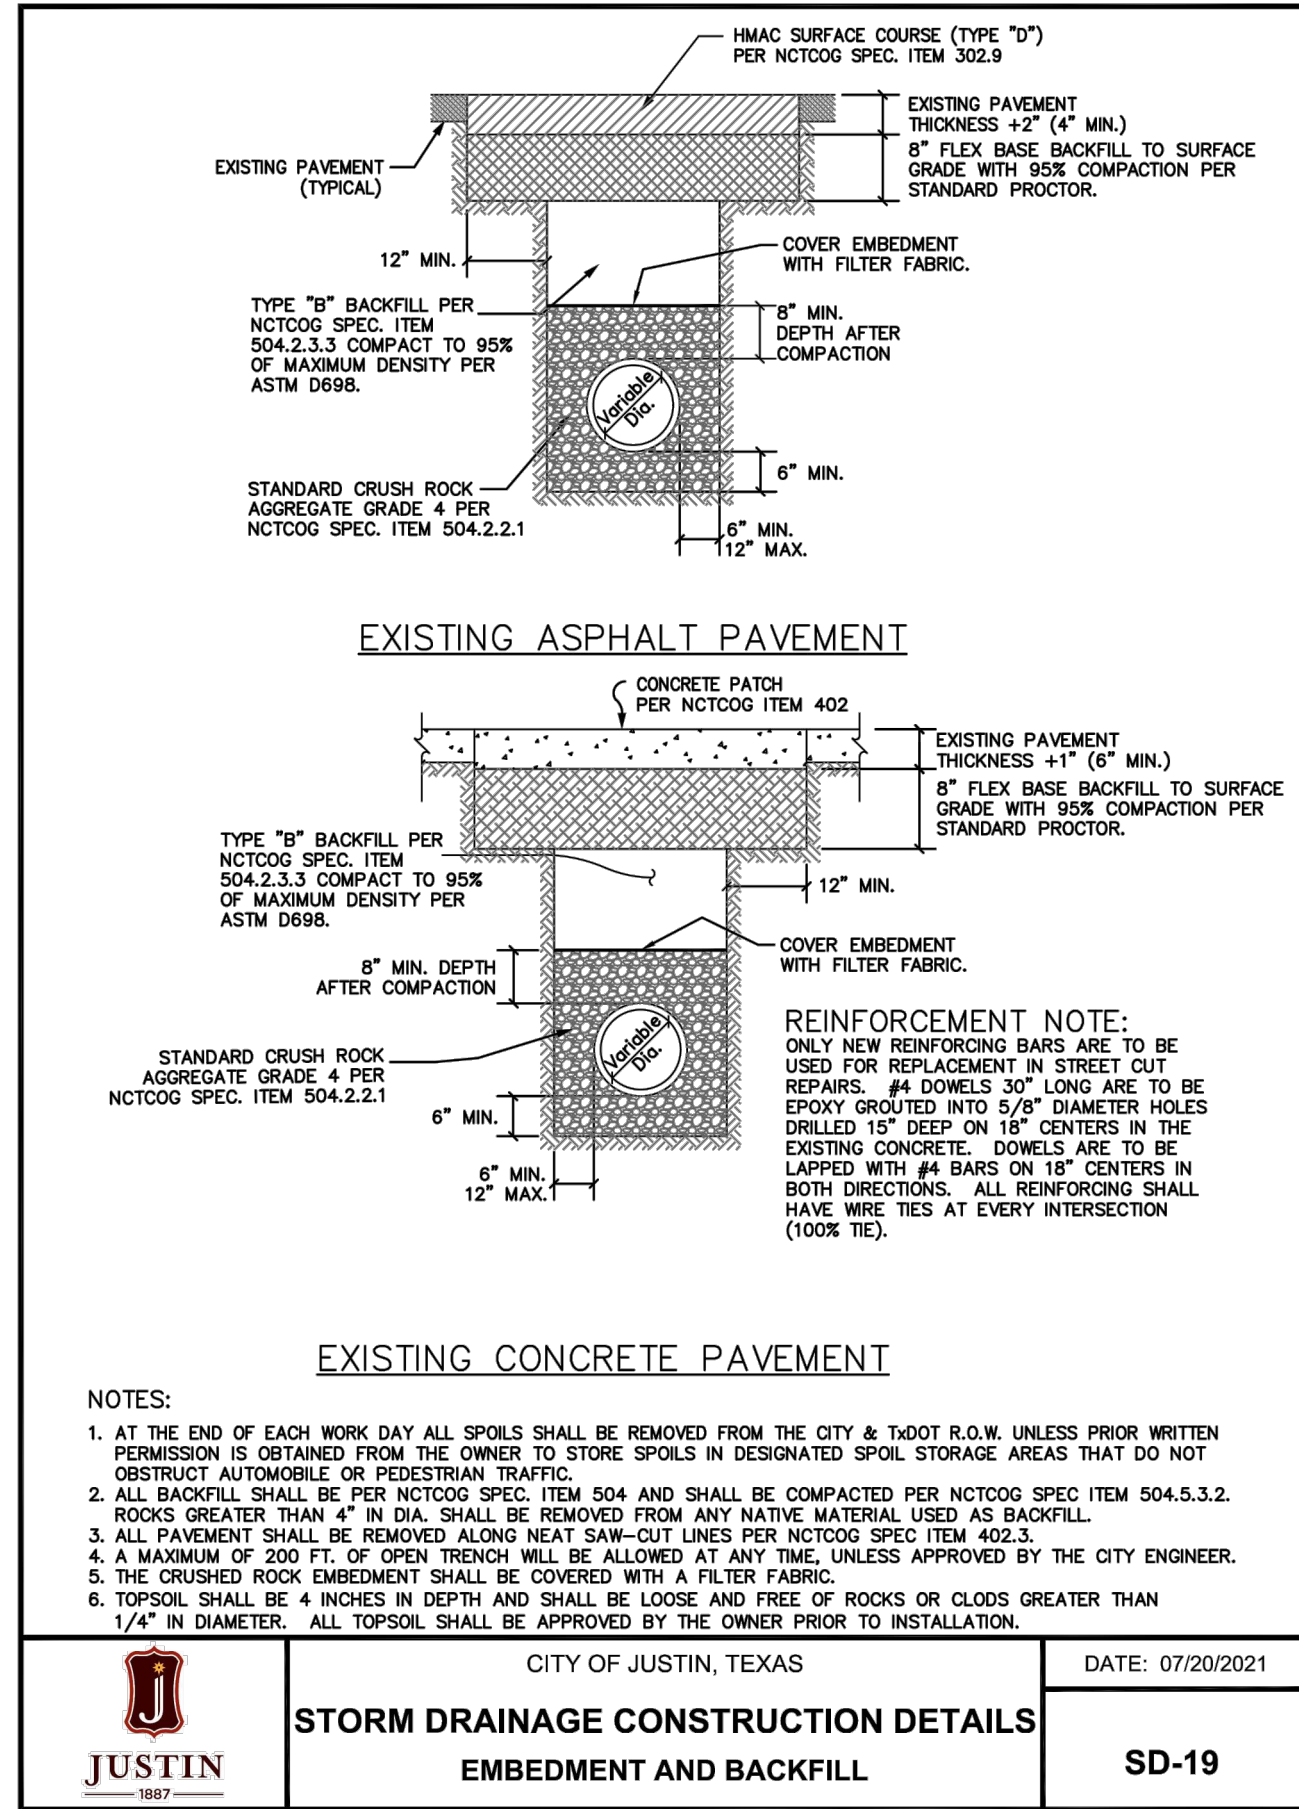 HMAC SURFACE COURSE (TYPE "D")
PER NCTCOG SPEC. ITEM 302.9
EXISTING PAVEMENT
THICKNESS +2" (4" MIN.)
8" FLEX BASE BACKFILL TO SURFACE
GRADE WITH 95% COMPACTION PER
STANDARD PROCTOR.
EXISTING PAVEMENT
(TYPICAL)
12" MIN.
COVER EMBEDMENT
WITH FILTER FABRIC.
TYPE "B" BACKFILL PER
NCTCOG SPEC. ITEM
504.2.3.3 COMPACT TO 95%
OF MAXIMUM DENSITY PER
ASTM D698.
8" MIN.
DEPTH AFTER
COMPACTION
Variable
Dia.
6" MIN.
STANDARD CRUSH ROCK
AGGREGATE GRADE 4 PER
NCTCOG SPEC. ITEM 504.2.2.1
6" MIN.
12" MAX.
EXISTING ASPHALT PAVEMENT
CONCRETE PATCH
PER NCTCOG ITEM 402
EXISTING PAVEMENT
THICKNESS +1" (6" MIN.)
8" FLEX BASE BACKFILL TO SURFACE
GRADE WITH 95% COMPACTION PER
STANDARD PROCTOR.
TYPE "B" BACKFILL PER
NCTCOG SPEC. ITEM
504.2.3.3 COMPACT TO 95%
OF MAXIMUM DENSITY PER
ASTM D698.
12" MIN.
COVER EMBEDMENT
WITH FILTER FABRIC.
8" MIN. DEPTH
AFTER COMPACTION
Variable
Dia.
STANDARD CRUSH ROCK
AGGREGATE GRADE 4 PER
NCTCOG SPEC. ITEM 504.2.2.1
6" MIN.
6" MIN.
12" MAX.
REINFORCEMENT NOTE:
ONLY NEW REINFORCING BARS ARE TO BE
USED FOR REPLACEMENT IN STREET CUT
REPAIRS. #4 DOWELS 30" LONG ARE TO BE
EPOXY GROUTED INTO 5/8" DIAMETER HOLES
DRILLED 15" DEEP ON 18" CENTERS IN THE
EXISTING CONCRETE. DOWELS ARE TO BE
LAPPED WITH #4 BARS ON 18" CENTERS IN
BOTH DIRECTIONS. ALL REINFORCING SHALL
HAVE WIRE TIES AT EVERY INTERSECTION
(100% TIE).
EXISTING CONCRETE PAVEMENT
NOTES:
1. AT THE END OF EACH WORK DAY ALL SPOILS SHALL BE REMOVED FROM THE CITY & TxDOT R.O.W. UNLESS PRIOR WRITTEN
PERMISSION IS OBTAINED FROM THE OWNER TO STORE SPOILS IN DESIGNATED SPOIL STORAGE AREAS THAT DO NOT
OBSTRUCT AUTOMOBILE OR PEDESTRIAN TRAFFIC.
2. ALL BACKFILL SHALL BE PER NCTCOG SPEC. ITEM 504 AND SHALL BE COMPACTED PER NCTCOG SPEC ITEM 504.5.3.2.
ROCKS GREATER THAN 4" IN DIA. SHALL BE REMOVED FROM ANY NATIVE MATERIAL USED AS BACKFILL.
3. ALL PAVEMENT SHALL BE REMOVED ALONG NEAT SAW-CUT LINES PER NCTCOG SPEC ITEM 402.3.
4. A MAXIMUM OF 200 FT. OF OPEN TRENCH WILL BE ALLOWED AT ANY TIME, UNLESS APPROVED BY THE CITY ENGINEER.
5. THE CRUSHED ROCK EMBEDMENT SHALL BE COVERED WITH A FILTER FABRIC.
6. TOPSOIL SHALL BE 4 INCHES IN DEPTH AND SHALL BE LOOSE AND FREE OF ROCKS OR CLODS GREATER THAN
1/4" IN DIAMETER. ALL TOPSOIL SHALL BE APPROVED BY THE OWNER PRIOR TO INSTALLATION.
J
JUSTIN
1887
CITY OF JUSTIN, TEXAS
STORM DRAINAGE CONSTRUCTION DETAILS
EMBEDMENT AND BACKFILL
DATE: 07/20/2021
SD-19